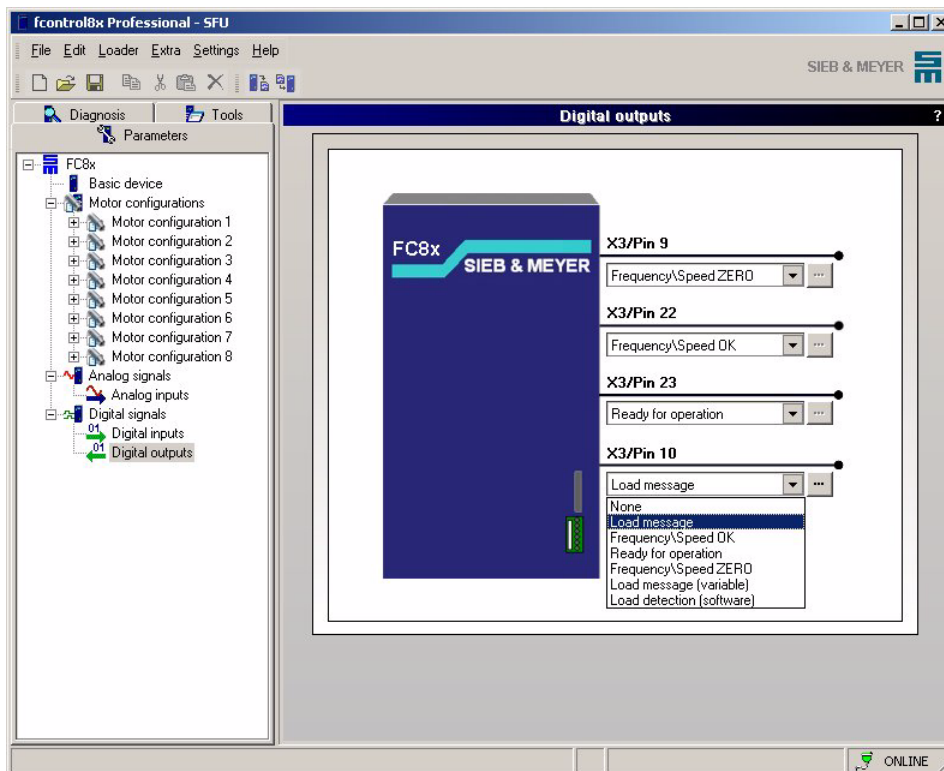 fcontrol8x Professional - SFU
File Edit Loader Extra Settings Help
SIEB & MEYER
Diagnosis
Tools
Parameters
FC8x
Basic device
Motor configurations
Motor configuration 1
Motor configuration 2
Motor configuration 3
Motor configuration 4
Motor configuration 5
Motor configuration 6
Motor configuration 7
Motor configuration 8
Analog signals
Analog inputs
Digital signals
01 Digital inputs
01 Digital outputs
Digital outputs ?
FC8x
SIEB & MEYER
X3/Pin 9
Frequency\Speed ZERO ...
X3/Pin 22
Frequency\Speed OK ...
X3/Pin 23
Ready for operation ...
X3/Pin 10
Load message ...
None
Load message
Frequency\Speed OK
Ready for operation
Frequency\Speed ZERO
Load message (variable)
Load detection (software)
ONLINE